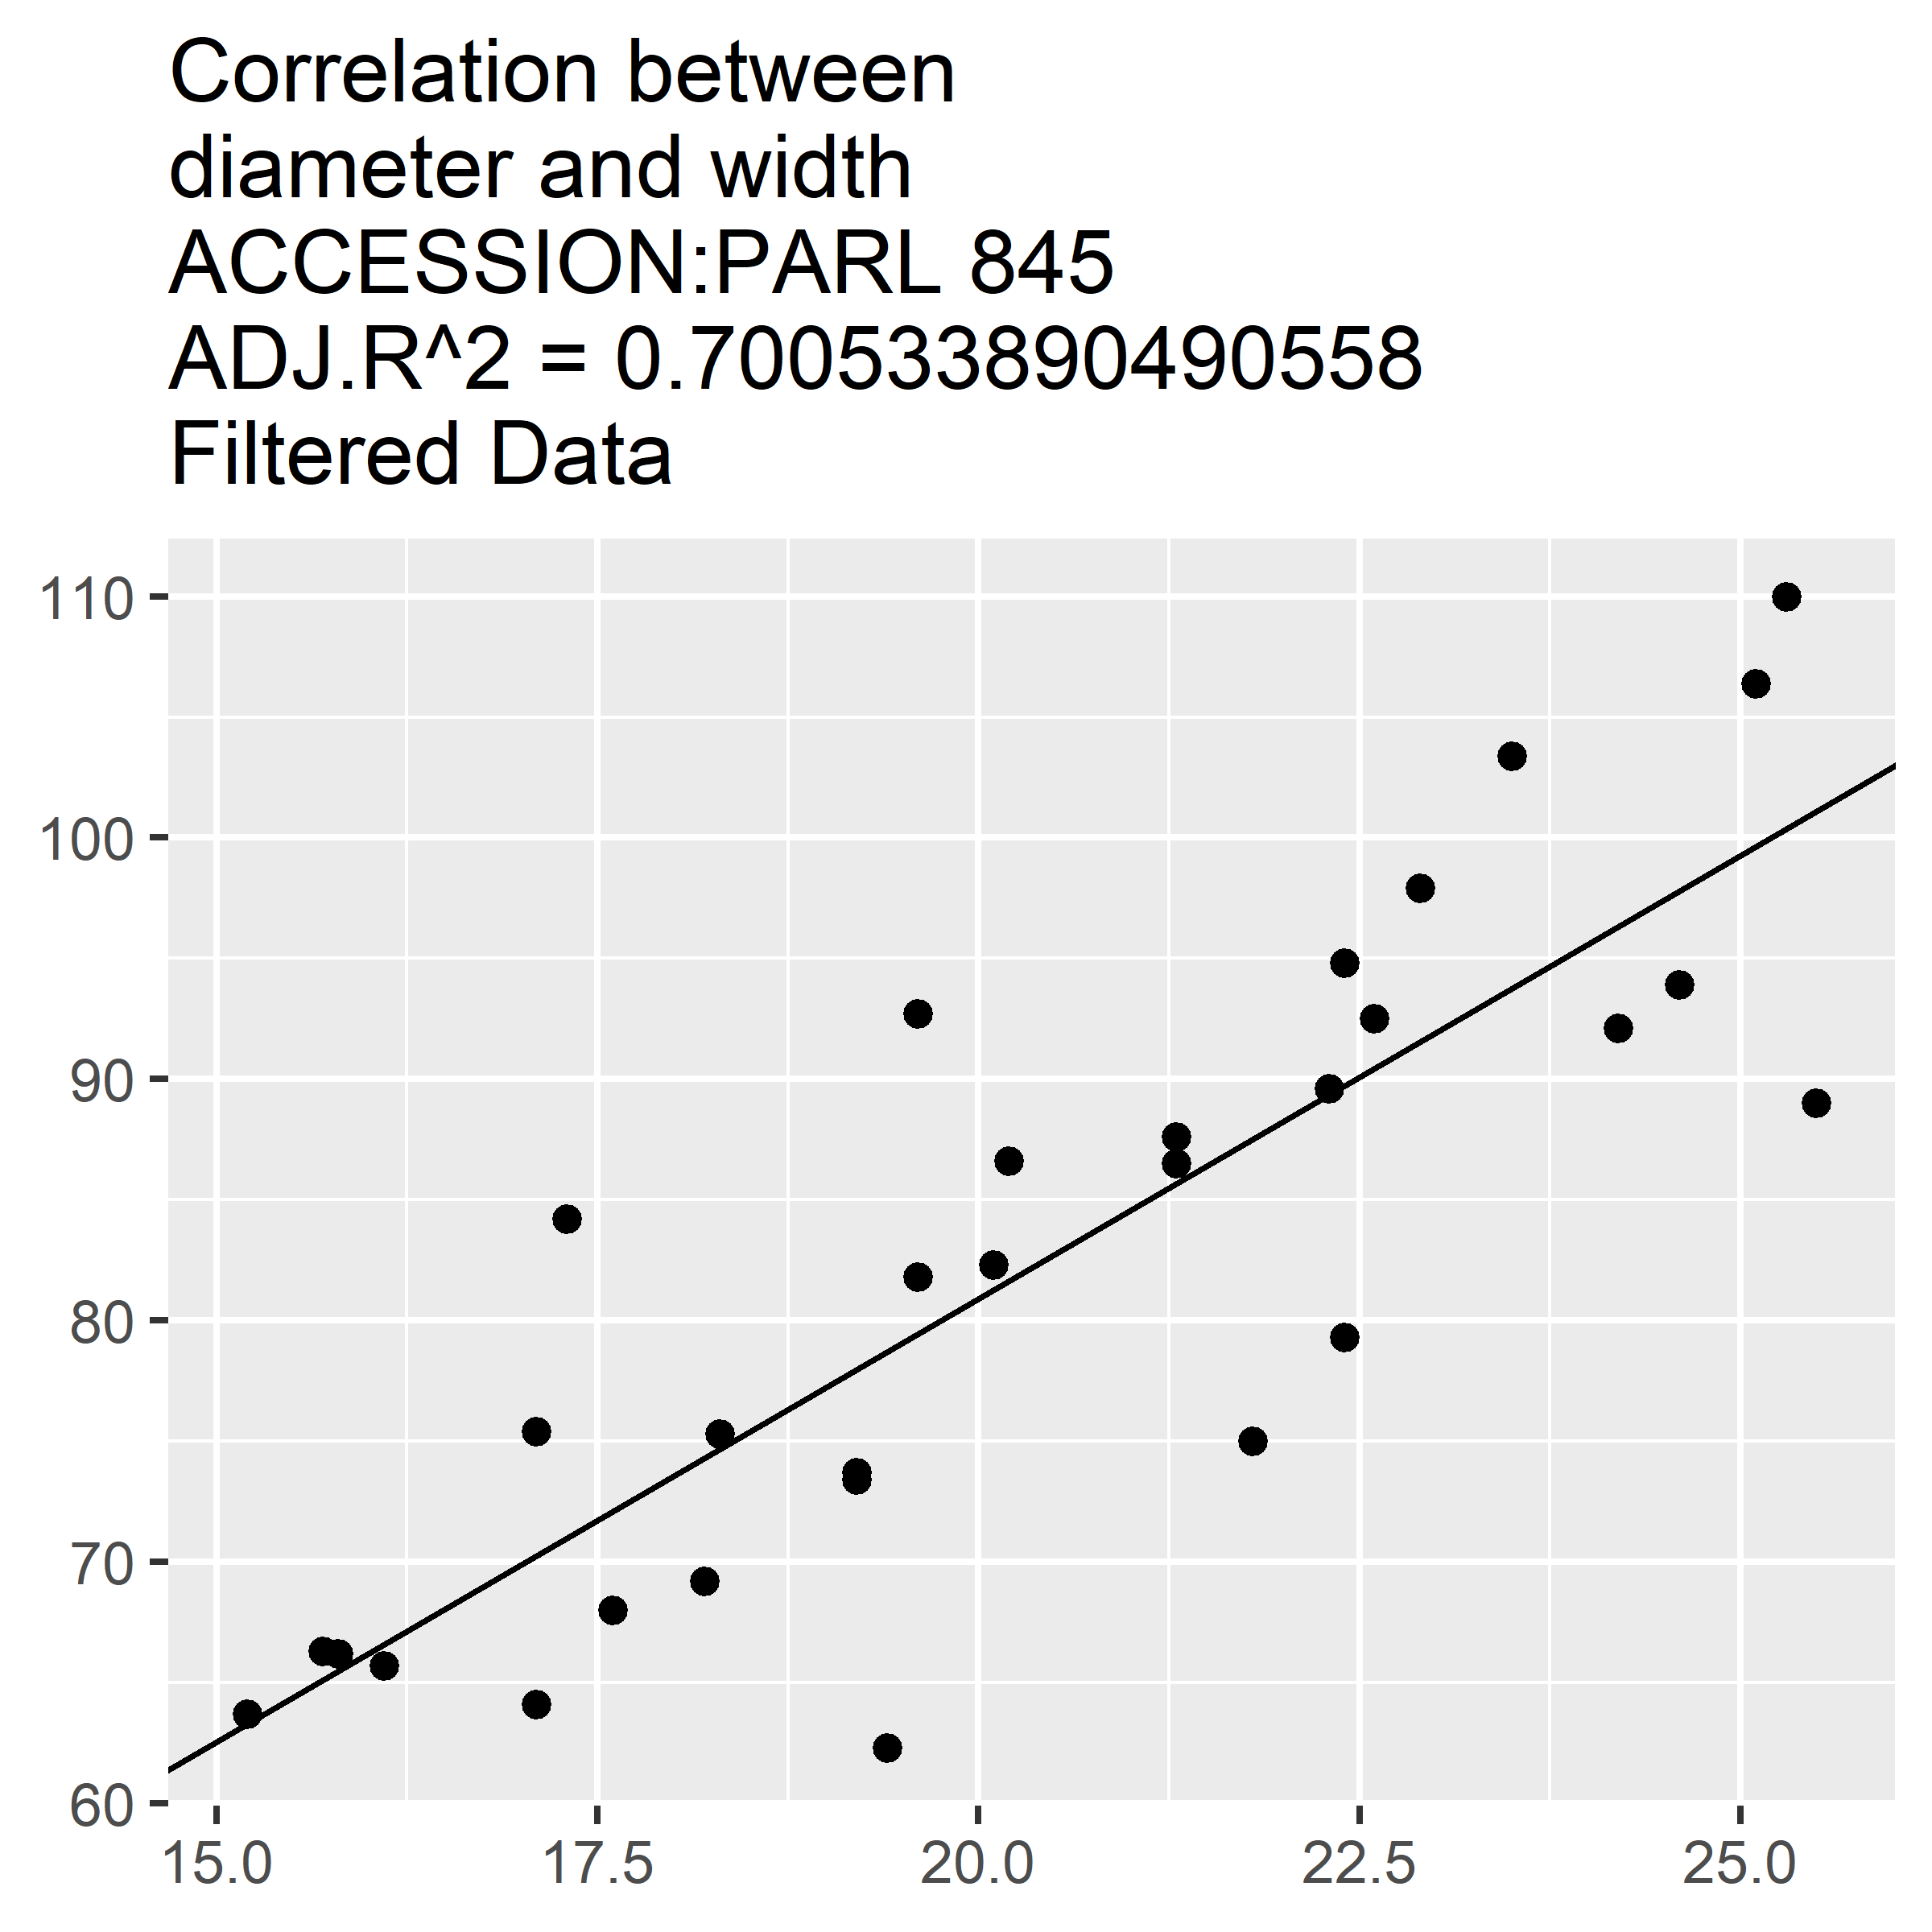 Correlation between
diameter and width
ACCESSION:PARL 845
ADJ.R^2 = 0.700533890490558
Filtered Data
110
100
90
80
70
60
15.0 17.5 20.0 22.5 25.0